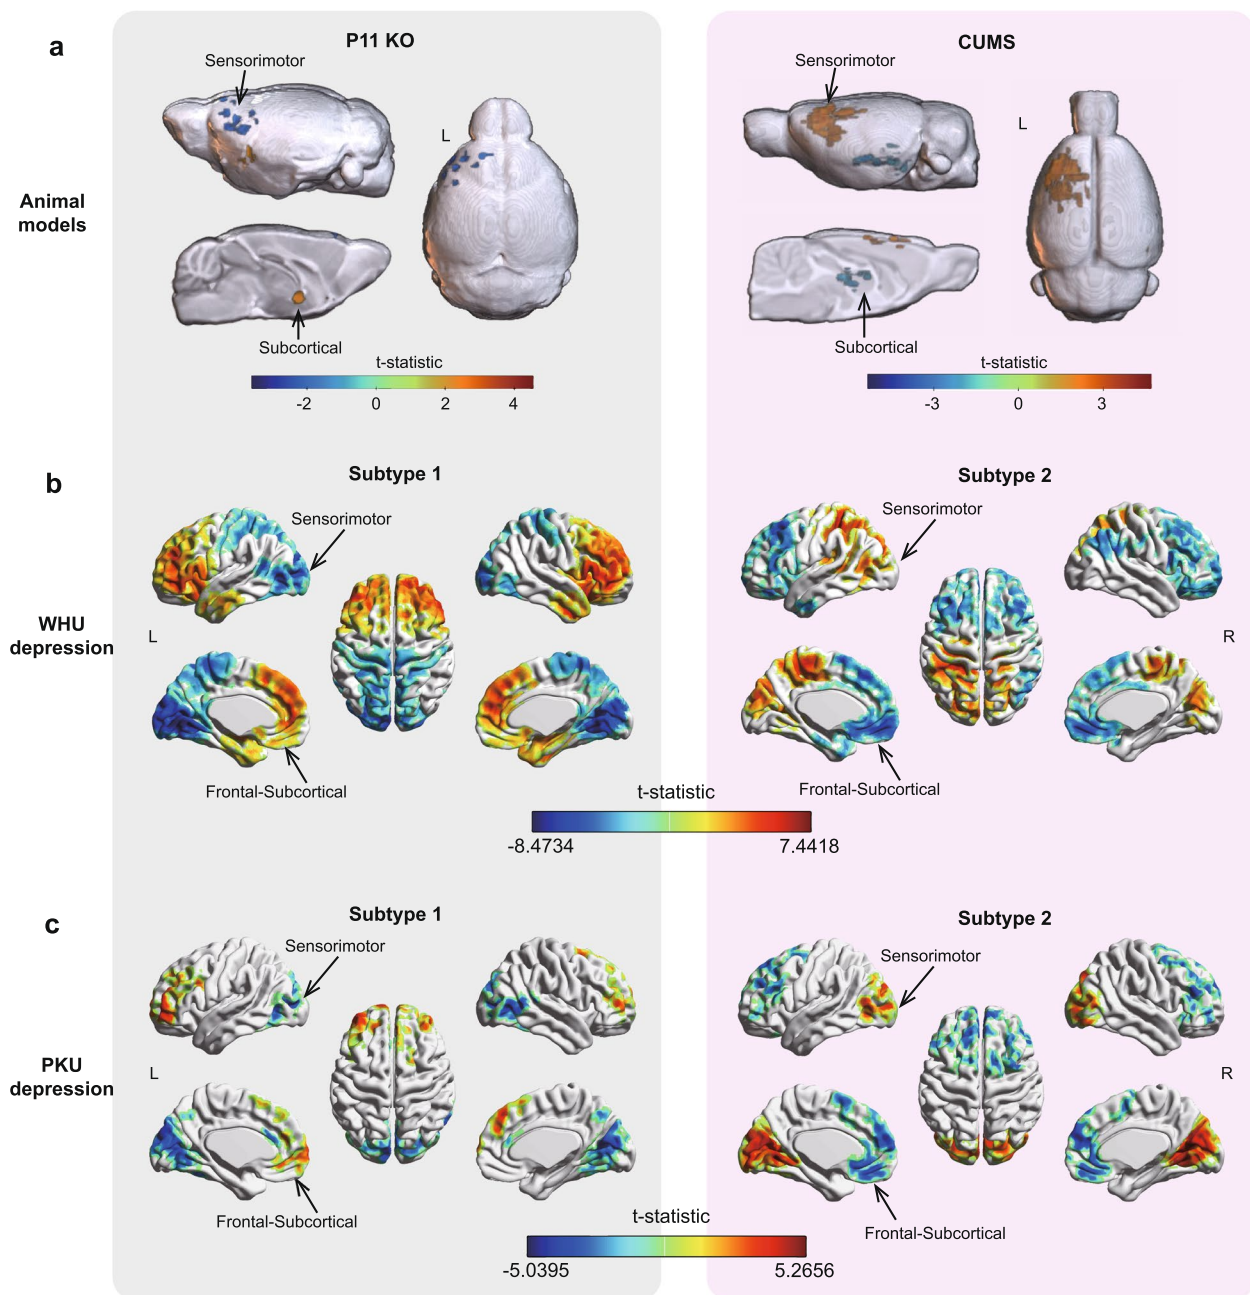 a
P11 KO
CUMS
Sensorimotor
Sensorimotor
L
L
Animal
models
Subcortical
Subcortical
t-statistic
t-statistic
-2 0 2 4
-3 0 3
b
Subtype 1
Subtype 2
Sensorimotor
Sensorimotor
WHU
depression
L
R
Frontal-Subcortical
Frontal-Subcortical
t-statistic
-8.4734 7.4418
c
Subtype 1
Subtype 2
Sensorimotor
Sensorimotor
PKU
depression
L
R
Frontal-Subcortical
Frontal-Subcortical
t-statistic
-5.0395 5.2656